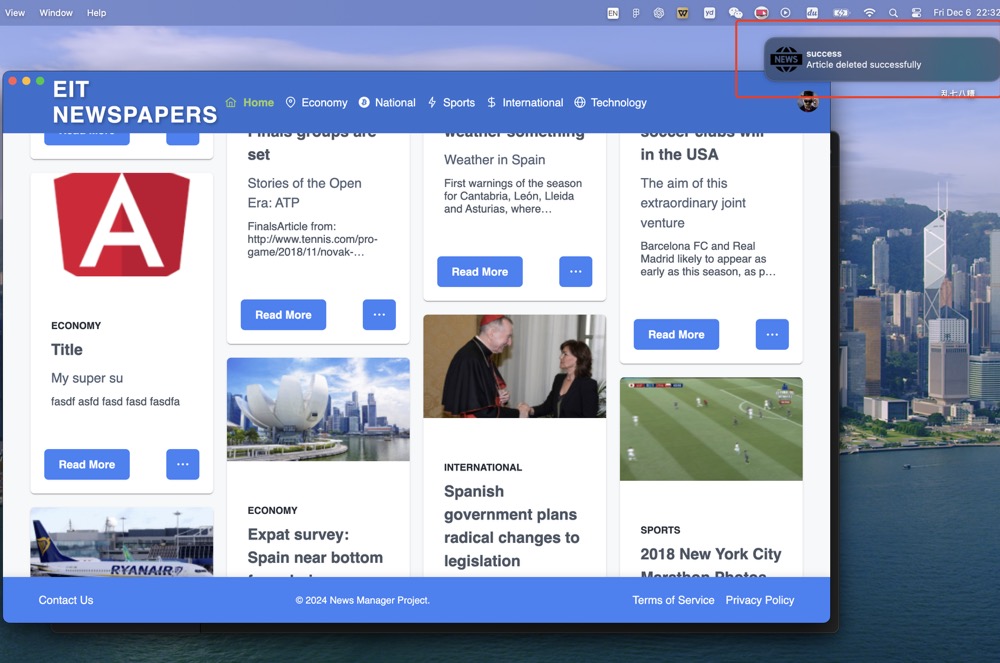 View Window Help EN yd du Fri Dec 6 22:32
success
NEWS
Article deleted successfully
乱七八糟
EIT
NEWSPAPERS
Home Economy National Sports International Technology
Read More
A
ECONOMY
Title
My super su
fasdf asfd fasd fasd fasdfa
Read More ...
RYANAIR
Finals groups are
set
Stories of the Open
Era: ATP
FinalsArticle from:
http://www.tennis.com/pro-
game/2018/11/novak-…
Read More ...
ECONOMY
Expat survey:
Spain near bottom
weather something
Weather in Spain
First warnings of the season
for Cantabria, León, Lleida
and Asturias, where…
Read More ...
INTERNATIONAL
Spanish
government plans
radical changes to
legislation
soccer clubs will
in the USA
The aim of this
extraordinary joint
venture
Barcelona FC and Real
Madrid likely to appear as
early as this season, as p…
Read More ...
SPORTS
2018 New York City
Marathon Photos
Contact Us © 2024 News Manager Project. Terms of Service Privacy Policy